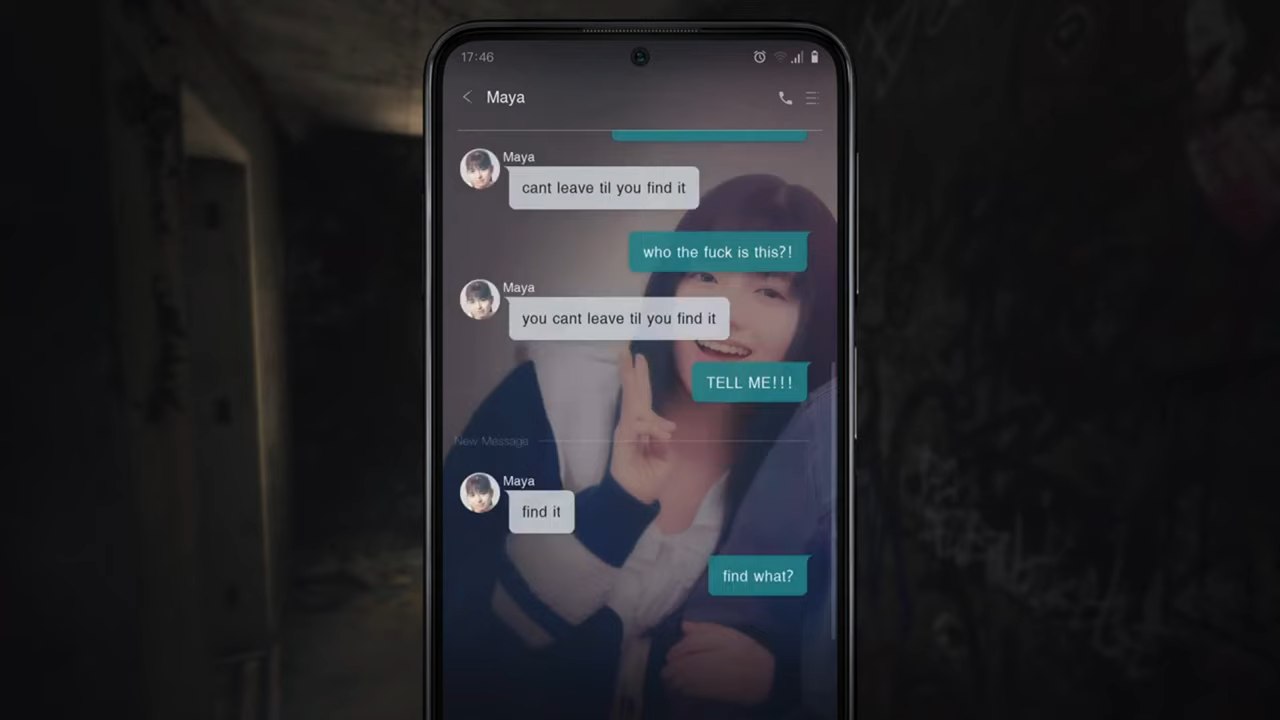 17:46
Maya
Maya
cant leave til you find it
who the fuck is this?!
Maya
you cant leave til you find it
TELL ME!!!
New Message
Maya
find it
find what?